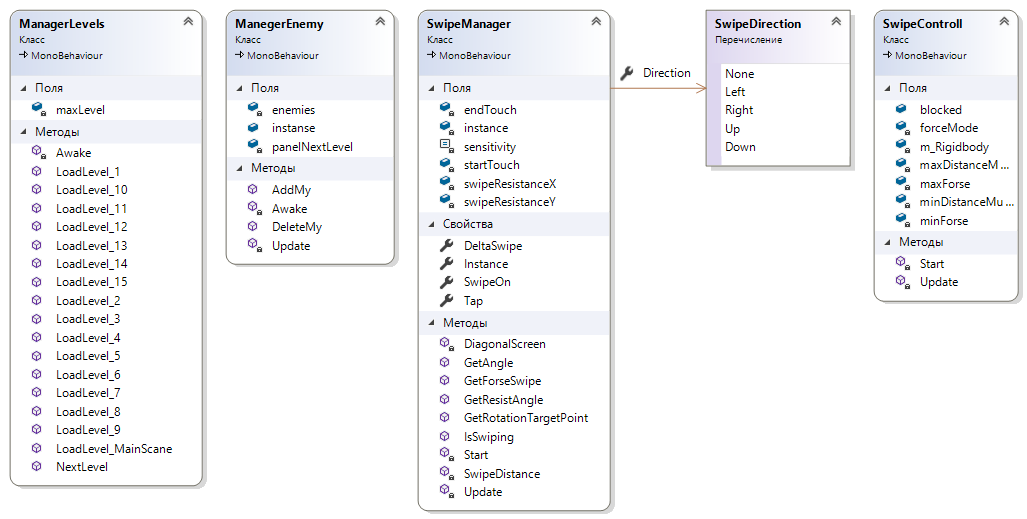 ManagerLevels
Класс
MonoBehaviour
Поля
maxLevel
Методы
Awake
LoadLevel_1
LoadLevel_10
LoadLevel_11
LoadLevel_12
LoadLevel_13
LoadLevel_14
LoadLevel_15
LoadLevel_2
LoadLevel_3
LoadLevel_4
LoadLevel_5
LoadLevel_6
LoadLevel_7
LoadLevel_8
LoadLevel_9
LoadLevel_MainScane
NextLevel
ManegerEnemy
Класс
MonoBehaviour
Поля
enemies
instanse
panelNextLevel
Методы
AddMy
Awake
DeleteMy
Update
SwipeManager
Класс
MonoBehaviour
Поля
endTouch
instance
sensitivity
startTouch
swipeResistanceX
swipeResistanceY
Свойства
DeltaSwipe
Instance
SwipeOn
Tap
Методы
DiagonalScreen
GetAngle
GetForseSwipe
GetResistAngle
GetRotationTargetPoint
IsSwiping
Start
SwipeDistance
Update
Direction
SwipeDirection
Перечисление
None
Left
Right
Up
Down
SwipeControll
Класс
MonoBehaviour
Поля
blocked
forceMode
m_Rigidbody
maxDistanceM ...
maxForse
minDistanceMu ...
minForse
Методы
Start
Update